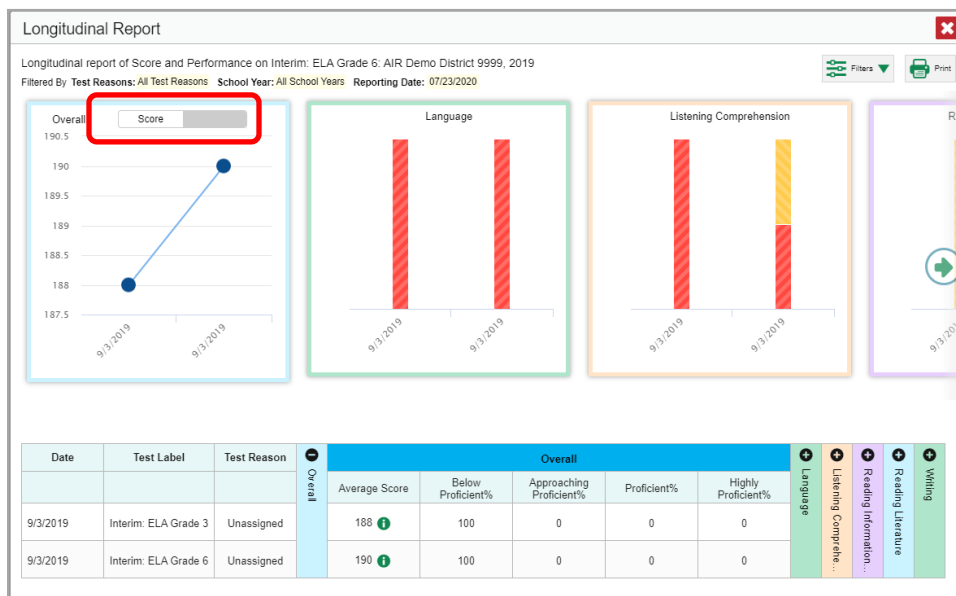 Longitudinal Report
Longitudinal report of Score and Performance on Interim: ELA Grade 6: AIR Demo District 9999, 2019
Filtered By Test Reasons: All Test Reasons School Year: All School Years Reporting Date: 07/23/2020
Filters
Print
Overall
Score
190.5
190
189.5
189
188.5
188
187.5
9/3/2019
9/3/2019
Language
9/3/2019
9/3/2019
Listening Comprehension
9/3/2019
9/3/2019
R
Date Test Label Test Reason Overall Overall Language Listening Comprehe... Reading Information... Reading Literature Writing
Average Score Below Proficient% Approaching Proficient% Proficient% Highly Proficient%
9/3/2019 Interim: ELA Grade 3 Unassigned 188 100 0 0 0
9/3/2019 Interim: ELA Grade 6 Unassigned 190 100 0 0 0